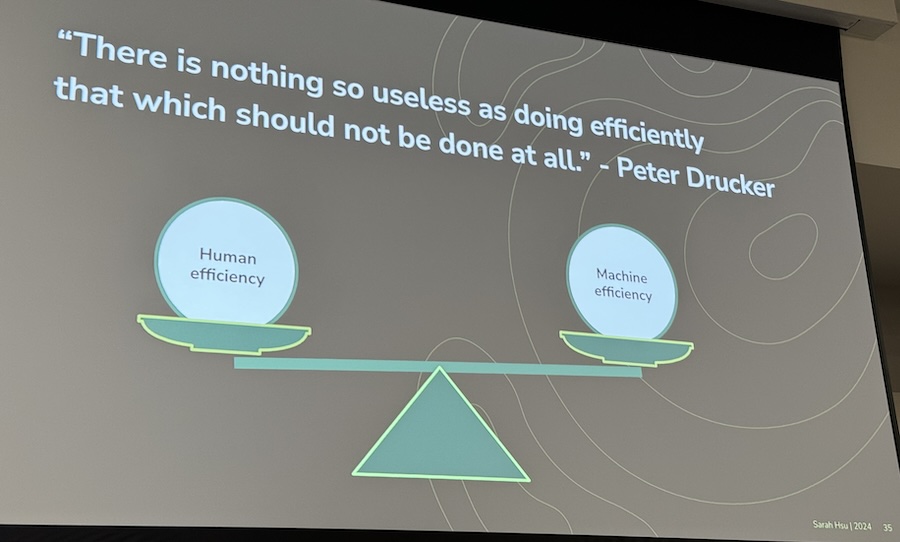 “There is nothing so useless as doing efficiently
that which should not be done at all.” - Peter Drucker
Human
efficiency
Machine
efficiency
Sarah Hsu | 2024 35